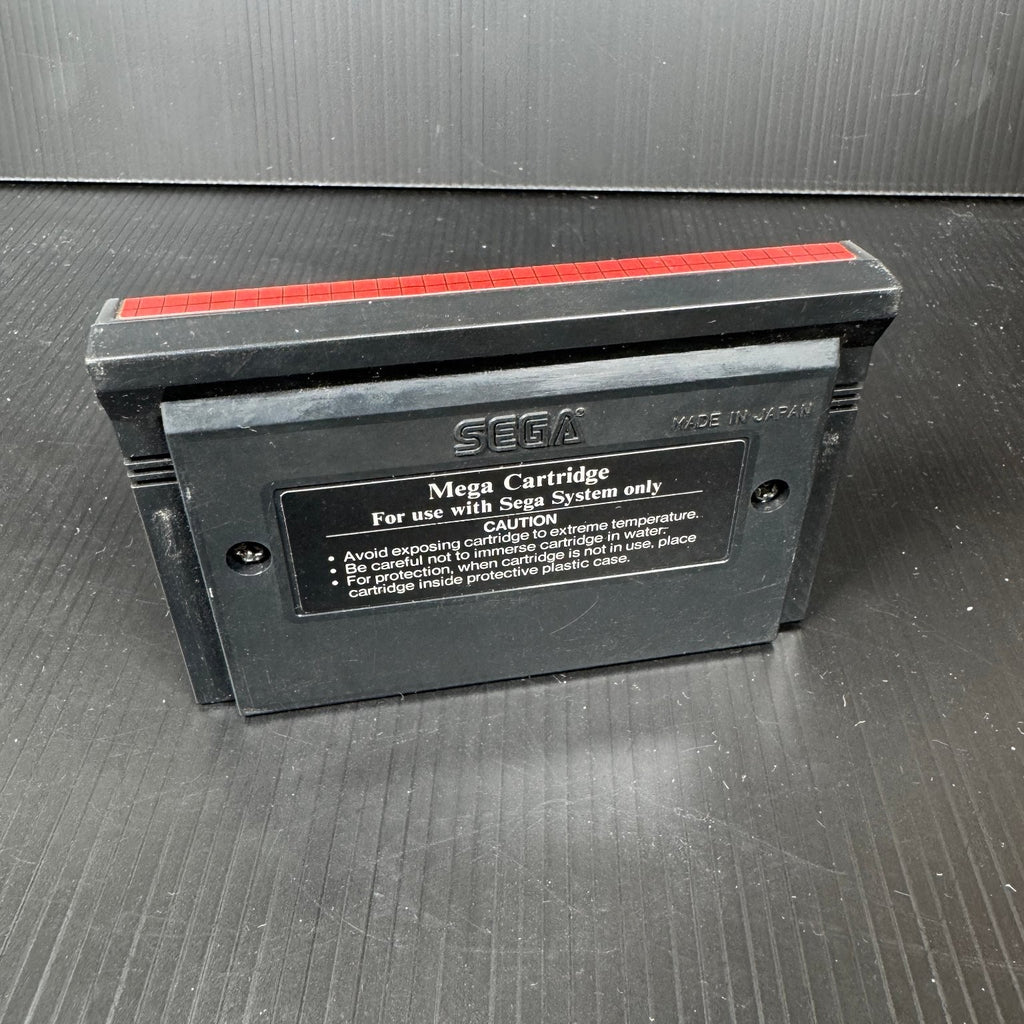 SEGA®
MADE IN JAPAN
Mega Cartridge
For use with Sega System only
CAUTION
• Avoid exposing cartridge to extreme temperature.
• Be careful not to immerse cartridge in water.
• For protection, when cartridge is not in use, place
cartridge inside protective plastic case.